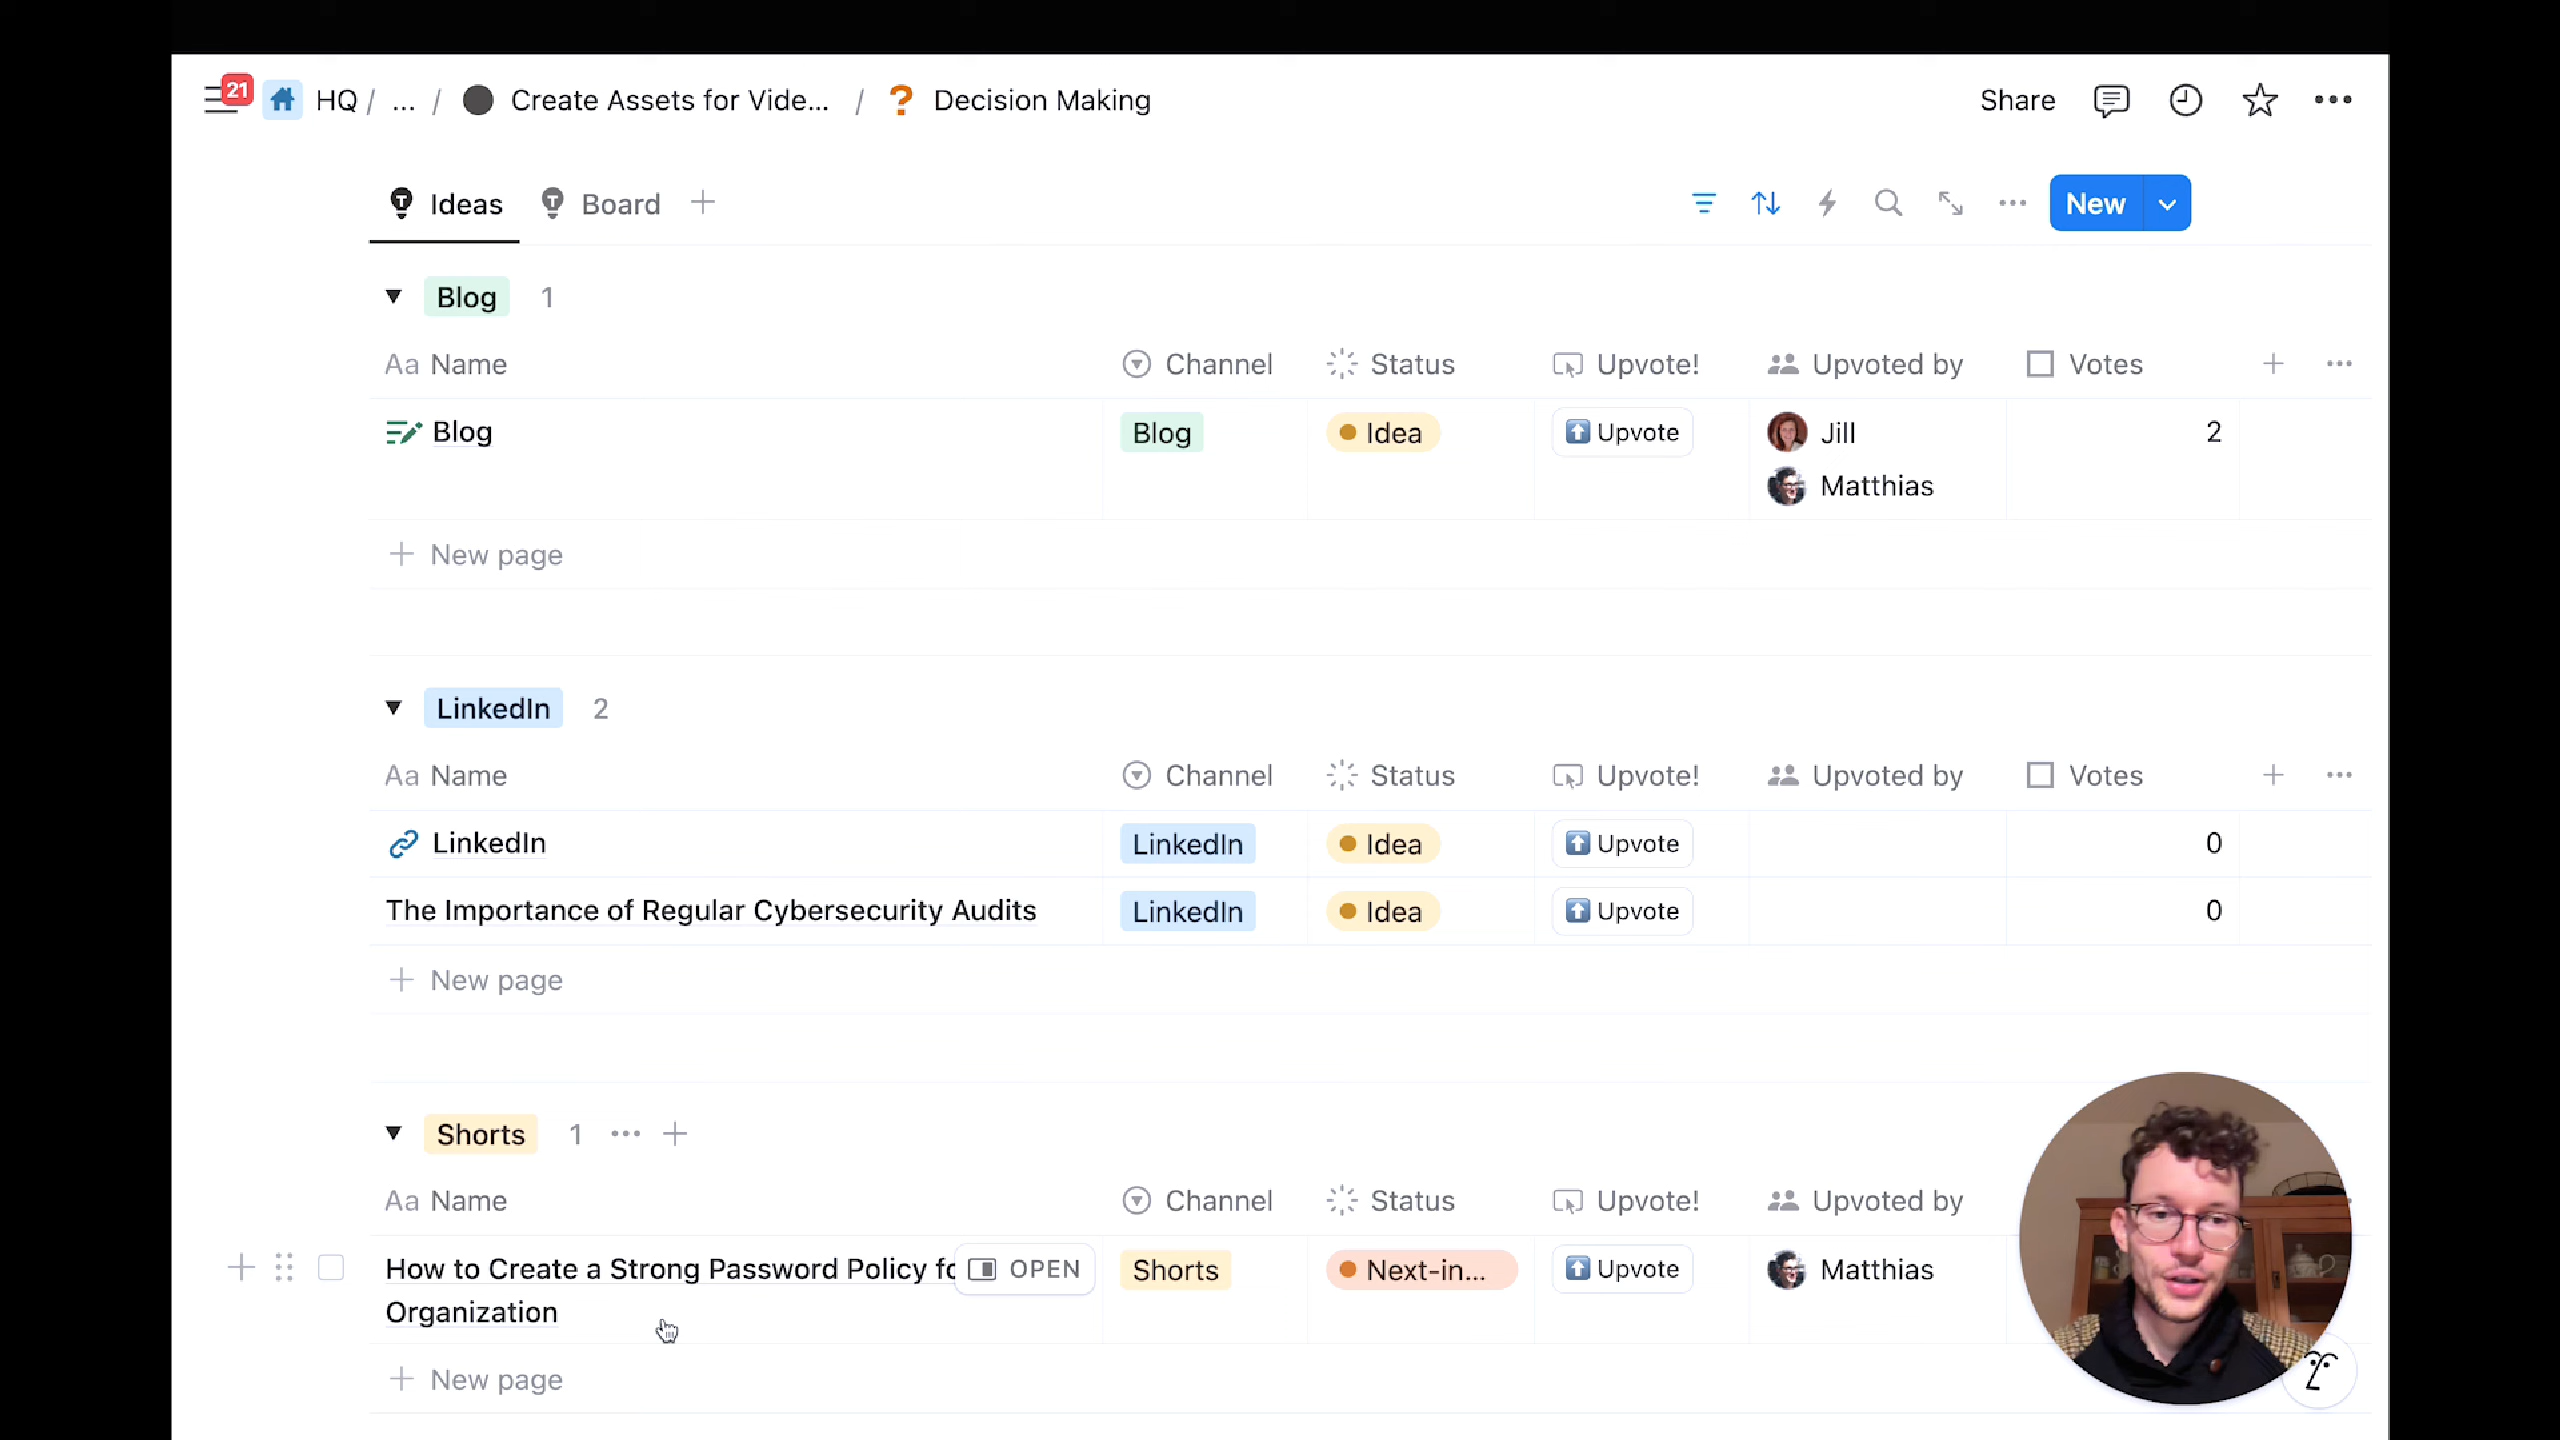 21 HQ / ... / Create Assets for Vide... / ? Decision Making Share
Ideas Board New
Blog 1
Aa Name Channel Status Upvote! Upvoted by Votes
Blog Blog Idea Upvote Jill 2
Matthias
New page
LinkedIn 2
Aa Name Channel Status Upvote! Upvoted by Votes
LinkedIn LinkedIn Idea Upvote 0
The Importance of Regular Cybersecurity Audits LinkedIn Idea Upvote 0
New page
Shorts 1
Aa Name Channel Status Upvote! Upvoted by
How to Create a Strong Password Policy fo OPEN Shorts Next-in... Upvote Matthias
Organization
New page